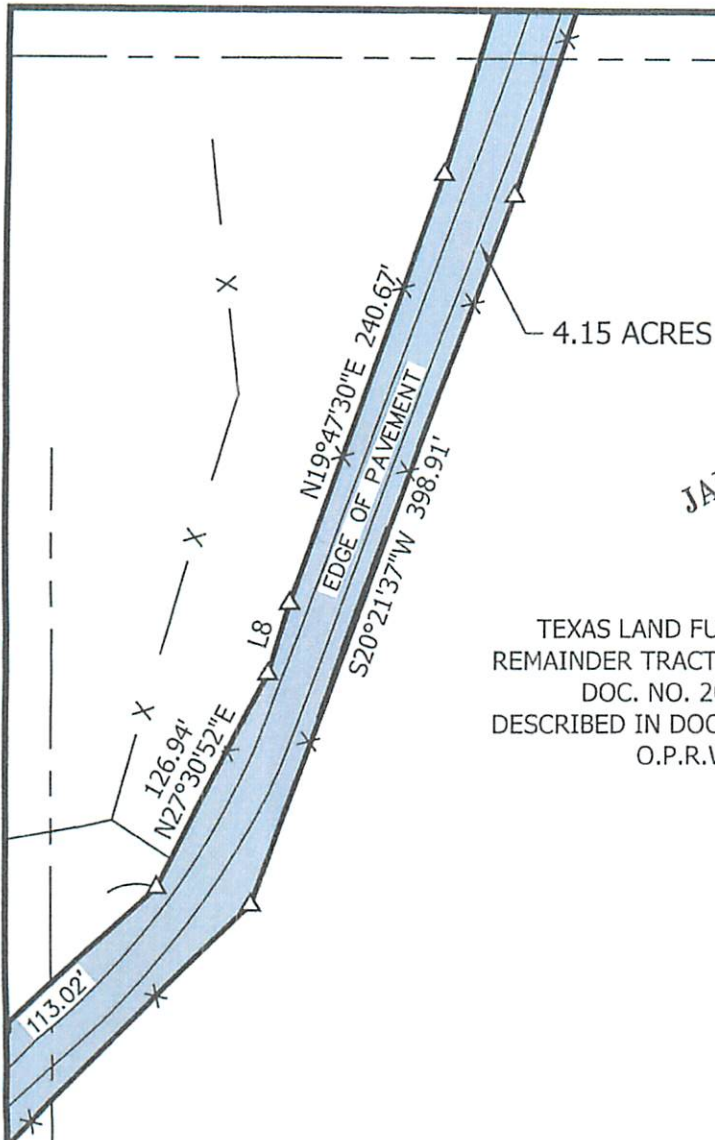 N19°47'30"E 240.67'
4.15 ACRES
EDGE OF PAVEMENT
S20°21'37"W 398.91'
JA
L8
TEXAS LAND FU
REMAINDER TRACT
DOC. NO. 2
DESCRIBED IN DOC
O.P.R.
126.94'
N27°30'52"E
113.02'
X
X
X